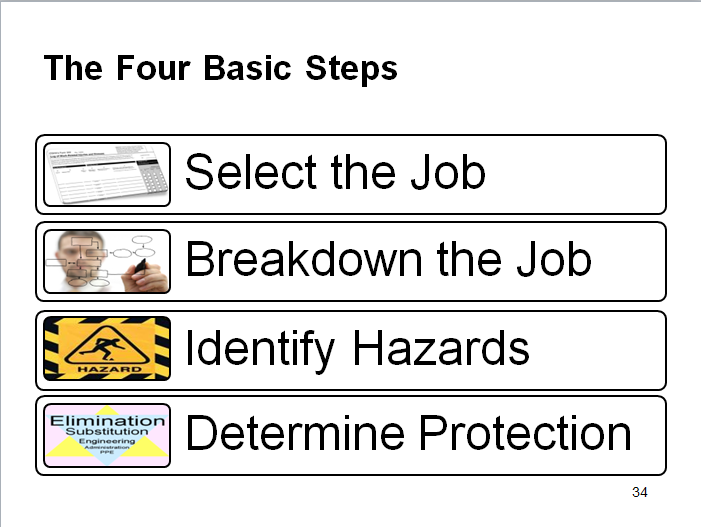 The Four Basic Steps
Select the Job
Breakdown the Job
Identify Hazards
HAZARD
Determine Protection
Elimination
Substitution
Engineering
Administration
PPE
34